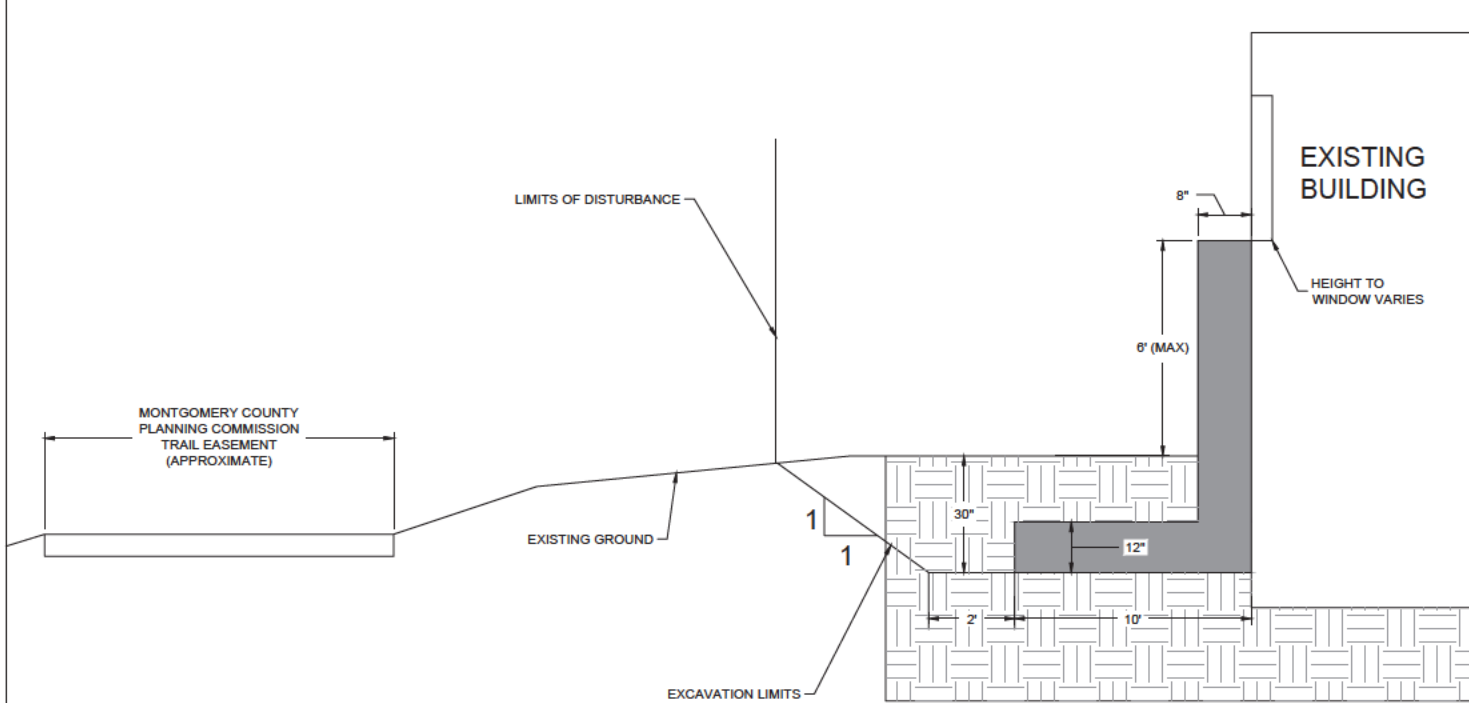 EXISTING
BUILDING
8"
LIMITS OF DISTURBANCE
HEIGHT TO
WINDOW VARIES
6' (MAX)
MONTGOMERY COUNTY
PLANNING COMMISSION
TRAIL EASEMENT
(APPROXIMATE)
30"
1
EXISTING GROUND
12"
1
2'
10'
EXCAVATION LIMITS